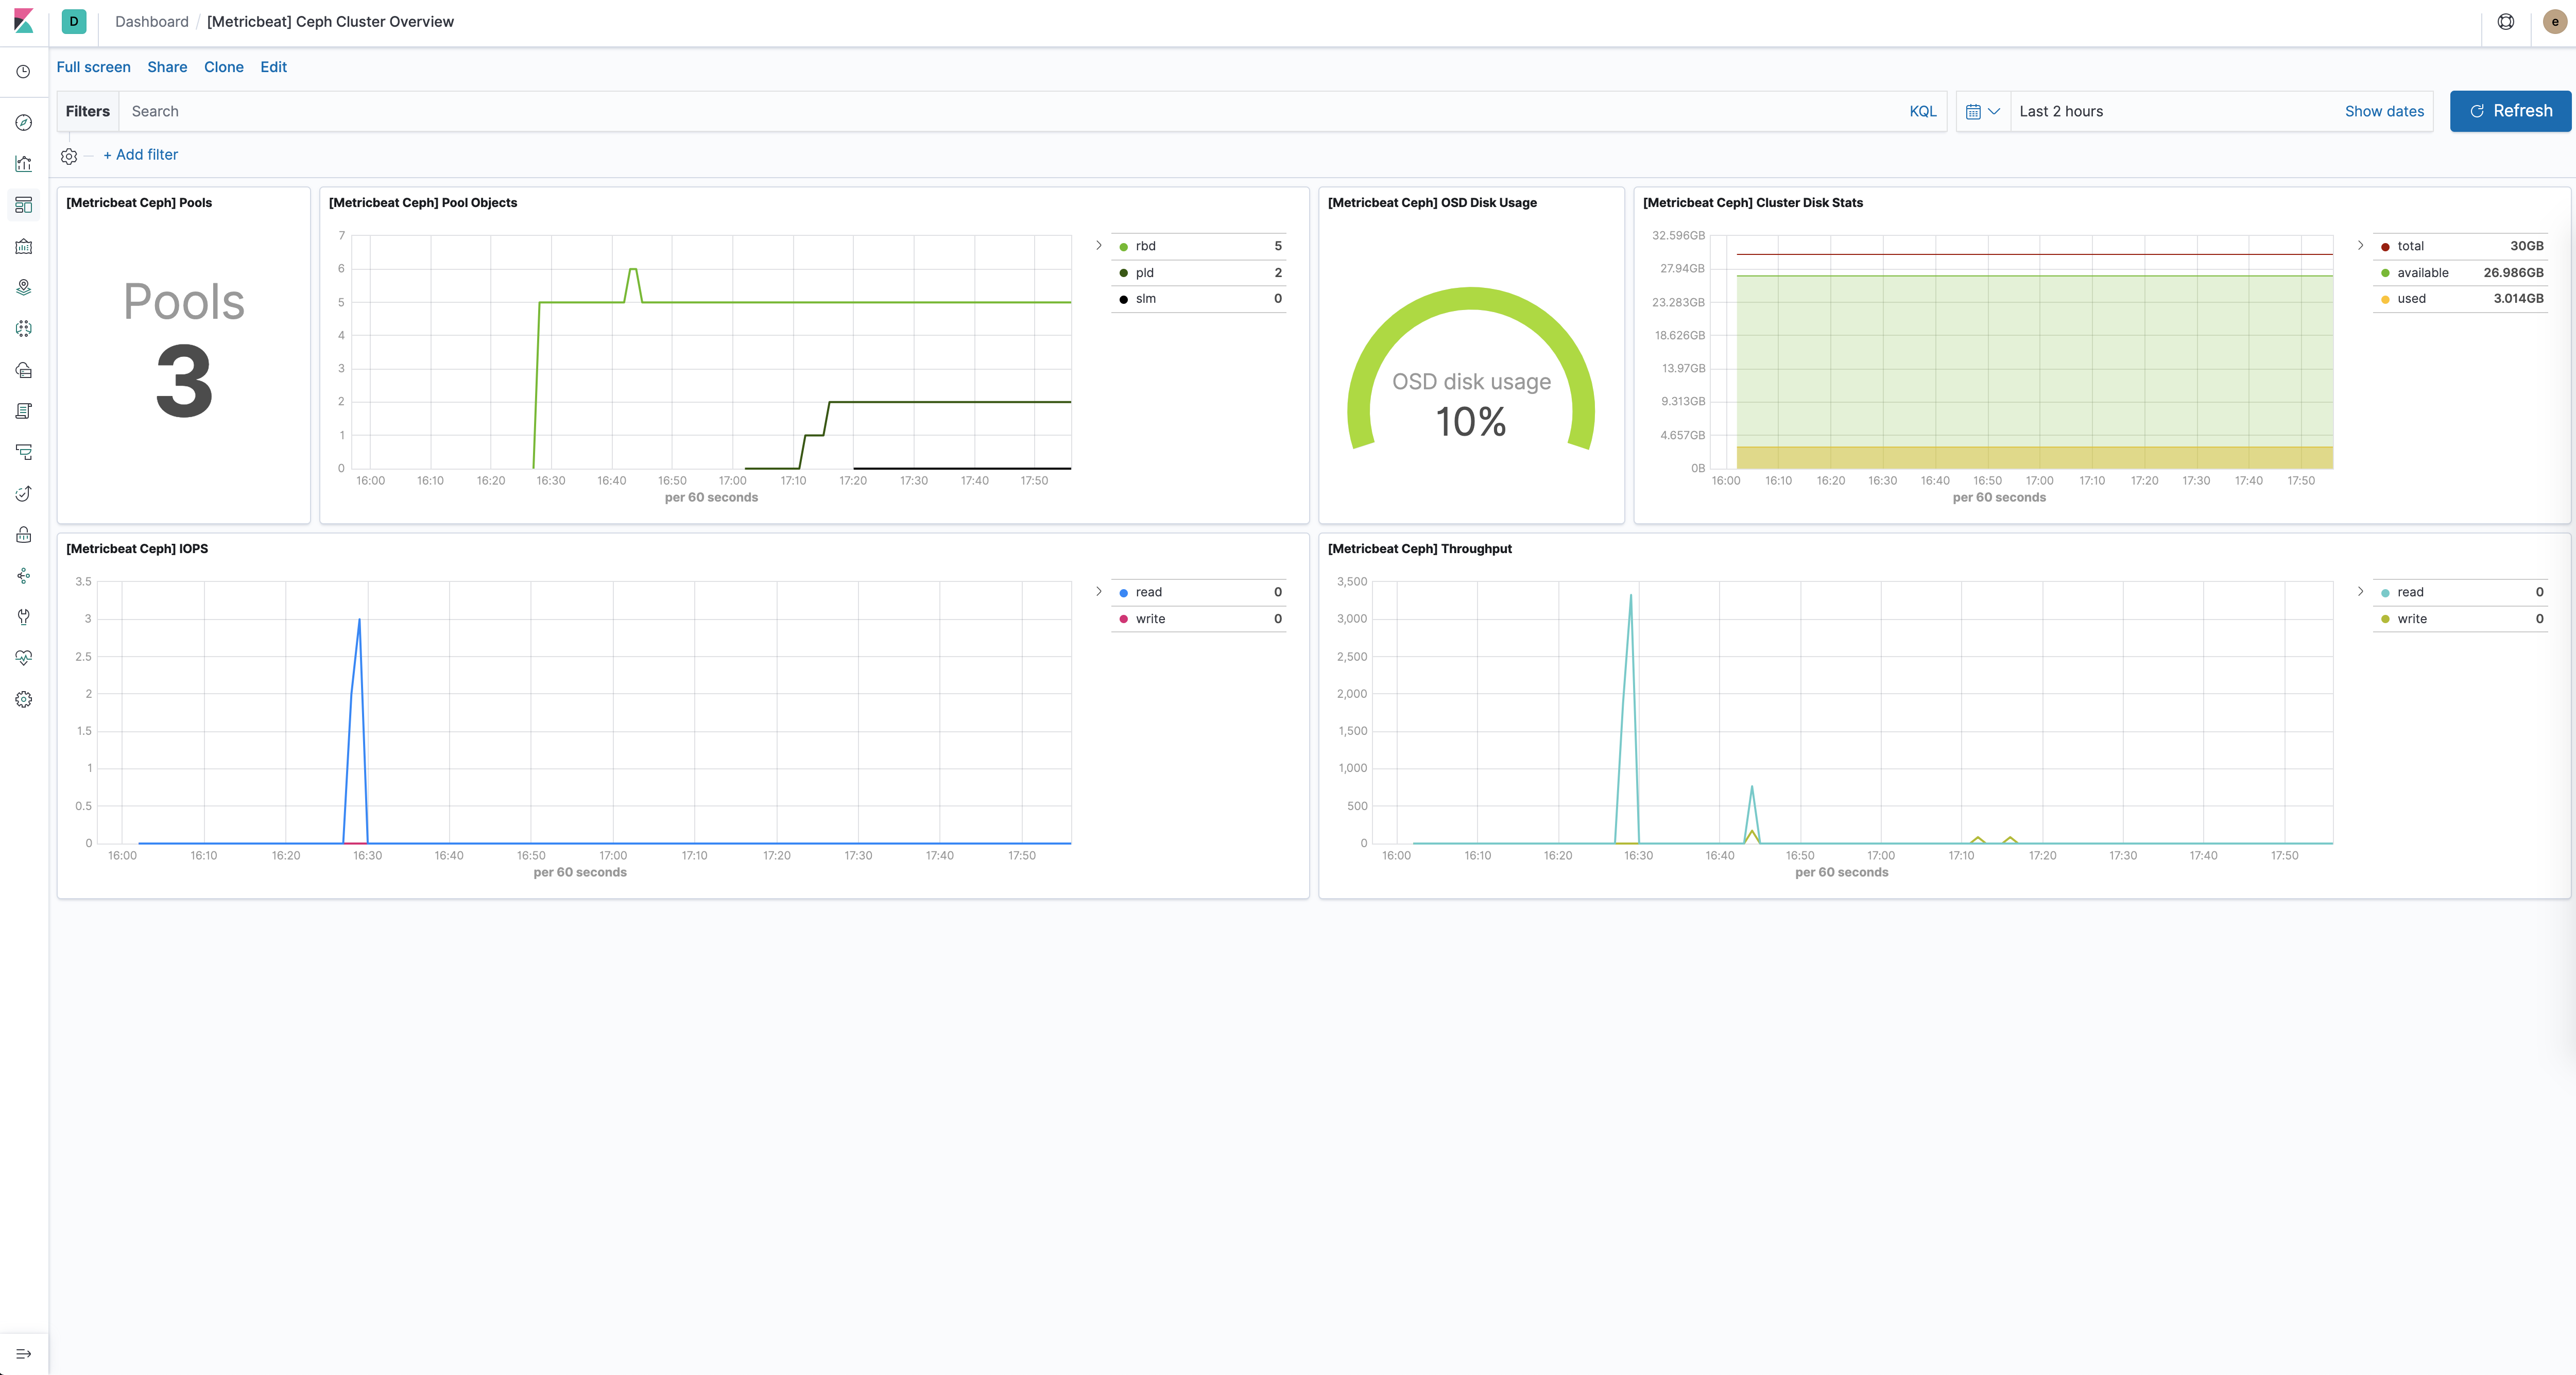 D Dashboard / [Metricbeat] Ceph Cluster Overview e
Full screen Share Clone Edit
Filters Search KQL Last 2 hours Show dates Refresh
+ Add filter
[Metricbeat Ceph] Pools
Pools
3
[Metricbeat Ceph] Pool Objects
7
6
5
4
3
2
1
0
16:00 16:10 16:20 16:30 16:40 16:50 17:00 17:10 17:20 17:30 17:40 17:50
per 60 seconds
rbd 5
pld 2
slm 0
[Metricbeat Ceph] OSD Disk Usage
OSD disk usage
10%
[Metricbeat Ceph] Cluster Disk Stats
32.596GB
27.94GB
23.283GB
18.626GB
13.97GB
9.313GB
4.657GB
0B
16:00 16:10 16:20 16:30 16:40 16:50 17:00 17:10 17:20 17:30 17:40 17:50
per 60 seconds
total 30GB
available 26.986GB
used 3.014GB
[Metricbeat Ceph] IOPS
3.5
3
2.5
2
1.5
1
0.5
0
16:00 16:10 16:20 16:30 16:40 16:50 17:00 17:10 17:20 17:30 17:40 17:50
per 60 seconds
read 0
write 0
[Metricbeat Ceph] Throughput
3,500
3,000
2,500
2,000
1,500
1,000
500
0
16:00 16:10 16:20 16:30 16:40 16:50 17:00 17:10 17:20 17:30 17:40 17:50
per 60 seconds
read 0
write 0